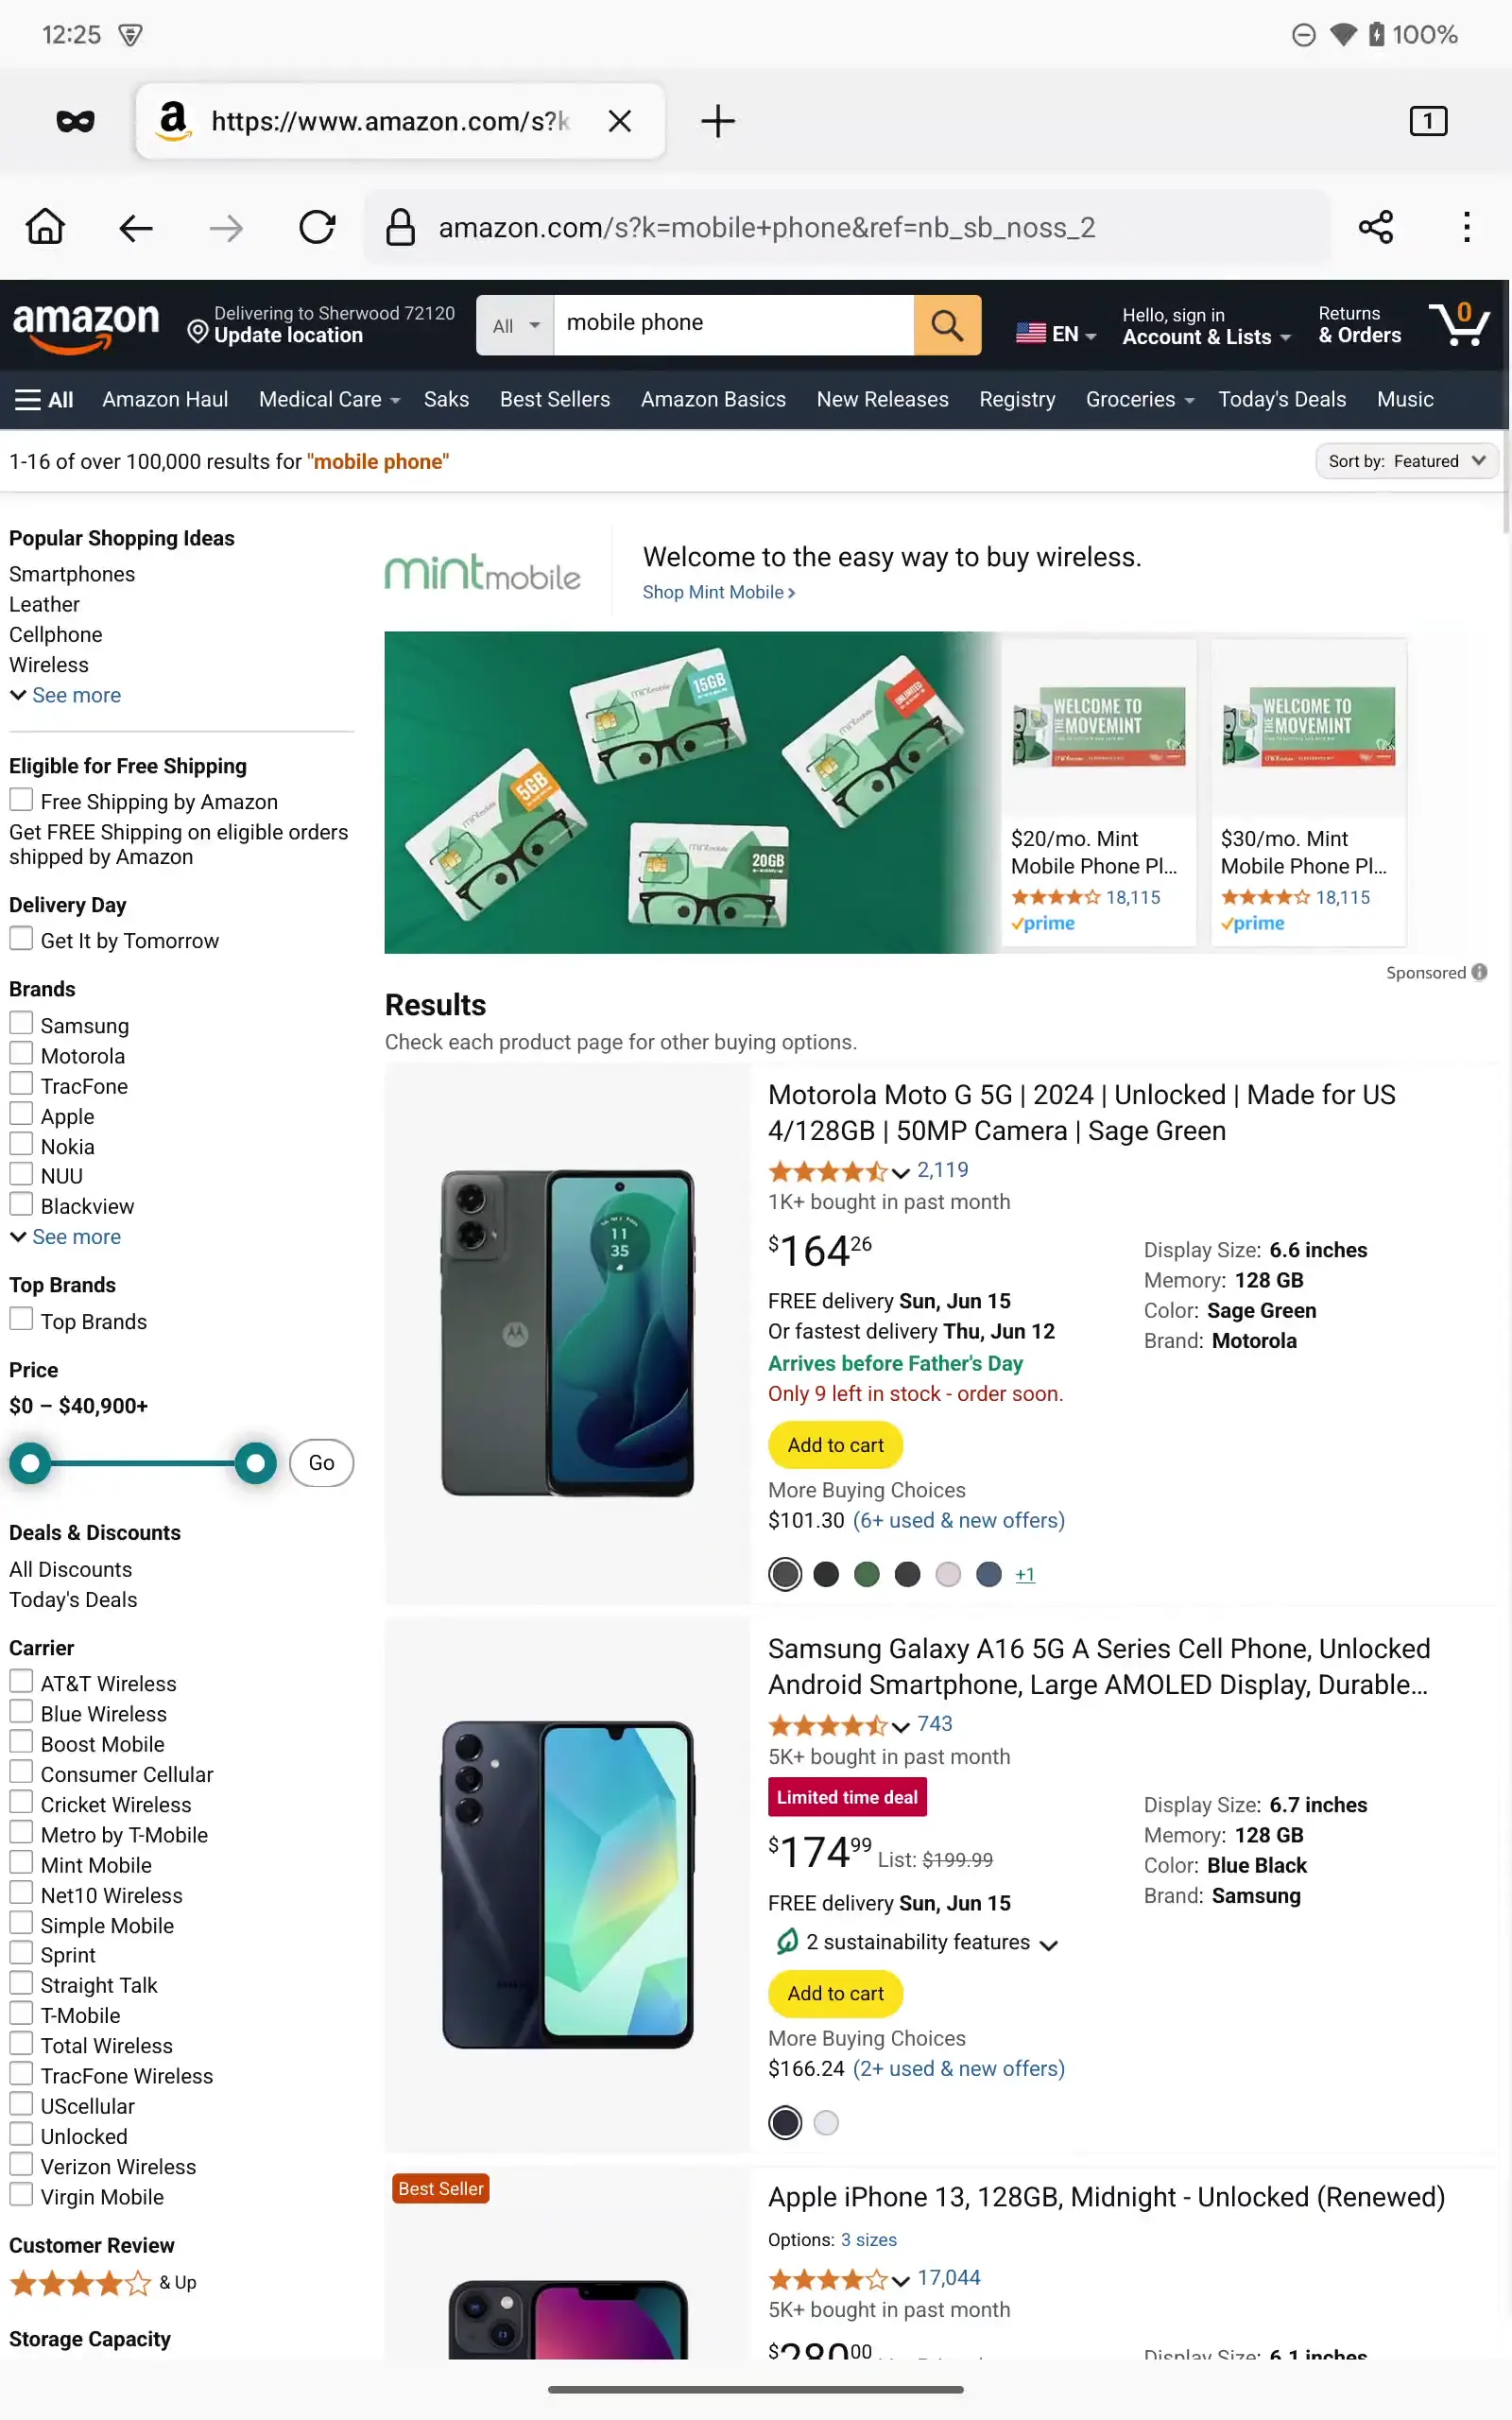 12:25
100%
https://www.amazon.com/s?k
1
amazon.com/s?k=mobile+phone&ref=nb_sb_noss_2
amazon
Delivering to Sherwood 72120
Update location
All
mobile phone
EN
Hello, sign in
Account & Lists
Returns
& Orders
0
All
Amazon Haul
Medical Care
Saks
Best Sellers
Amazon Basics
New Releases
Registry
Groceries
Today's Deals
Music
1-16 of over 100,000 results for "mobile phone"
Sort by: Featured
Popular Shopping Ideas
Smartphones
Leather
Cellphone
Wireless
See more
Eligible for Free Shipping
Free Shipping by Amazon
Get FREE Shipping on eligible orders
shipped by Amazon
Delivery Day
Get It by Tomorrow
Brands
Samsung
Motorola
TracFone
Apple
Nokia
NUU
Blackview
See more
Top Brands
Top Brands
Price
$0 – $40,900+
Go
Deals & Discounts
All Discounts
Today's Deals
Carrier
AT&T Wireless
Blue Wireless
Boost Mobile
Consumer Cellular
Cricket Wireless
Metro by T-Mobile
Mint Mobile
Net10 Wireless
Simple Mobile
Sprint
Straight Talk
T-Mobile
Total Wireless
TracFone Wireless
UScellular
Unlocked
Verizon Wireless
Virgin Mobile
Customer Review
& Up
Storage Capacity
mint mobile
Welcome to the easy way to buy wireless.
Shop Mint Mobile
15GB
mint mobile
UNLIMITED
5GB
20GB
WELCOME TO
THE MOVEMINT
$20/mo. Mint
Mobile Phone Pl...
18,115
prime
WELCOME TO
THE MOVEMINT
$30/mo. Mint
Mobile Phone Pl...
18,115
prime
Sponsored
Results
Check each product page for other buying options.
11
35
Motorola Moto G 5G | 2024 | Unlocked | Made for US
4/128GB | 50MP Camera | Sage Green
2,119
1K+ bought in past month
$164 26
FREE delivery Sun, Jun 15
Or fastest delivery Thu, Jun 12
Arrives before Father's Day
Only 9 left in stock - order soon.
Add to cart
More Buying Choices
$101.30 (6+ used & new offers)
+1
Display Size: 6.6 inches
Memory: 128 GB
Color: Sage Green
Brand: Motorola
Samsung Galaxy A16 5G A Series Cell Phone, Unlocked
Android Smartphone, Large AMOLED Display, Durable...
743
5K+ bought in past month
Limited time deal
$174 99 List: $199.99
FREE delivery Sun, Jun 15
2 sustainability features
Add to cart
More Buying Choices
$166.24 (2+ used & new offers)
Display Size: 6.7 inches
Memory: 128 GB
Color: Blue Black
Brand: Samsung
Best Seller
Apple iPhone 13, 128GB, Midnight - Unlocked (Renewed)
Options: 3 sizes
17,044
5K+ bought in past month
$280 00
Display Size: 6.1 inches